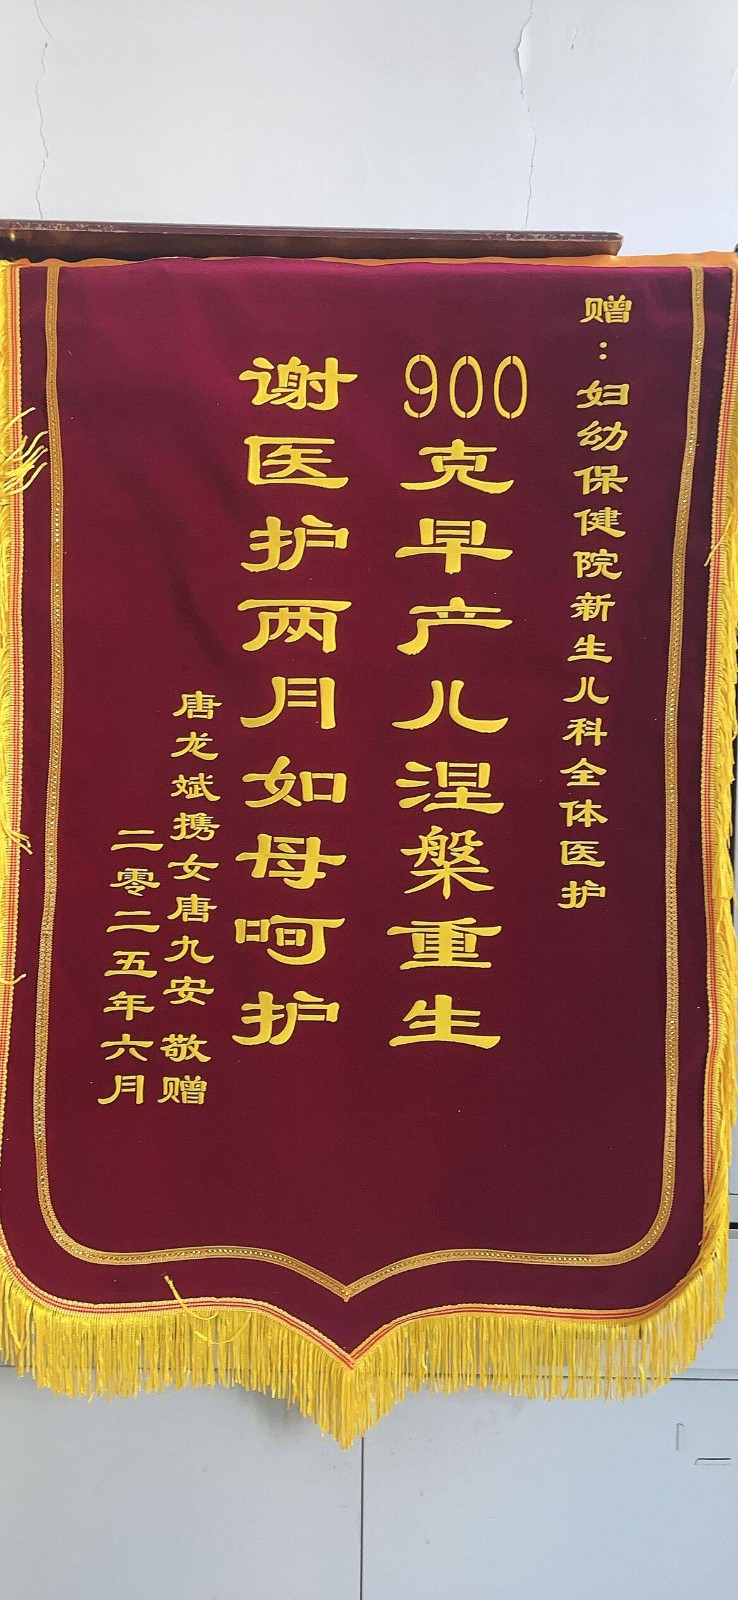 赠：妇幼保健院新生儿科全体医护
900克早产儿涅槃重生
谢医护两月如母呵护
唐龙斌携女唐九安 敬赠
二零二五年六月